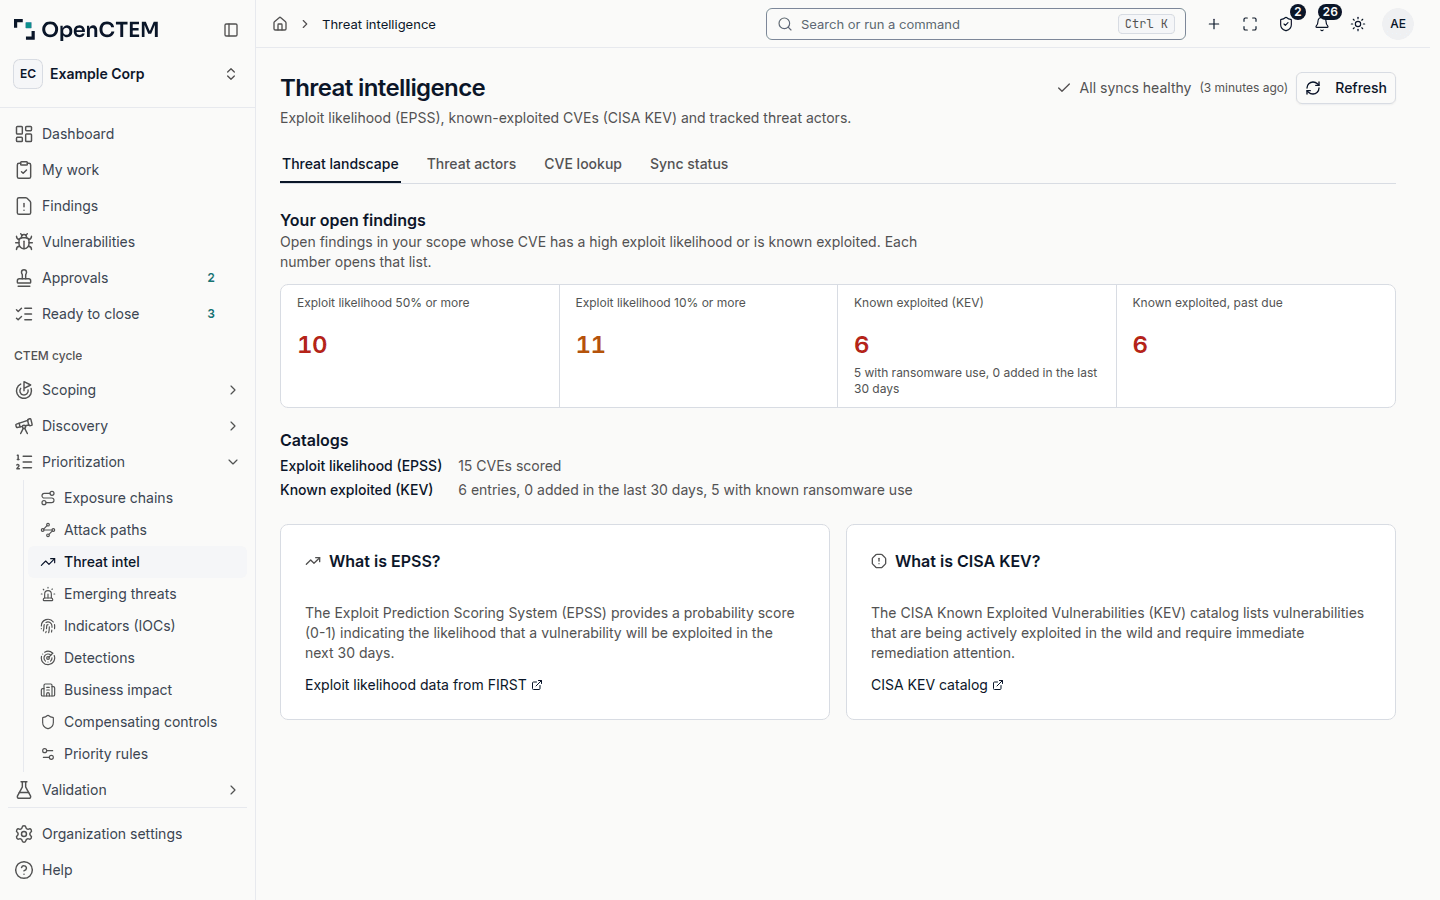 OpenCTEM
EC Example Corp
Dashboard
My work
Findings
Vulnerabilities
Approvals 2
Ready to close 3
CTEM cycle
Scoping
Discovery
Prioritization
Exposure chains
Attack paths
Threat intel
Emerging threats
Indicators (IOCs)
Detections
Business impact
Compensating controls
Priority rules
Validation
Organization settings
Help
Threat intelligence
Search or run a command Ctrl K
2
26
AE
Threat intelligence
Exploit likelihood (EPSS), known-exploited CVEs (CISA KEV) and tracked threat actors.
All syncs healthy (3 minutes ago) Refresh
Threat landscape Threat actors CVE lookup Sync status
Your open findings
Open findings in your scope whose CVE has a high exploit likelihood or is known exploited. Each
number opens that list.
Exploit likelihood 50% or more
10
Exploit likelihood 10% or more
11
Known exploited (KEV)
6
5 with ransomware use, 0 added in the last
30 days
Known exploited, past due
6
Catalogs
Exploit likelihood (EPSS) 15 CVEs scored
Known exploited (KEV) 6 entries, 0 added in the last 30 days, 5 with known ransomware use
What is EPSS?
The Exploit Prediction Scoring System (EPSS) provides a probability score
(0-1) indicating the likelihood that a vulnerability will be exploited in the
next 30 days.
Exploit likelihood data from FIRST
What is CISA KEV?
The CISA Known Exploited Vulnerabilities (KEV) catalog lists vulnerabilities
that are being actively exploited in the wild and require immediate
remediation attention.
CISA KEV catalog